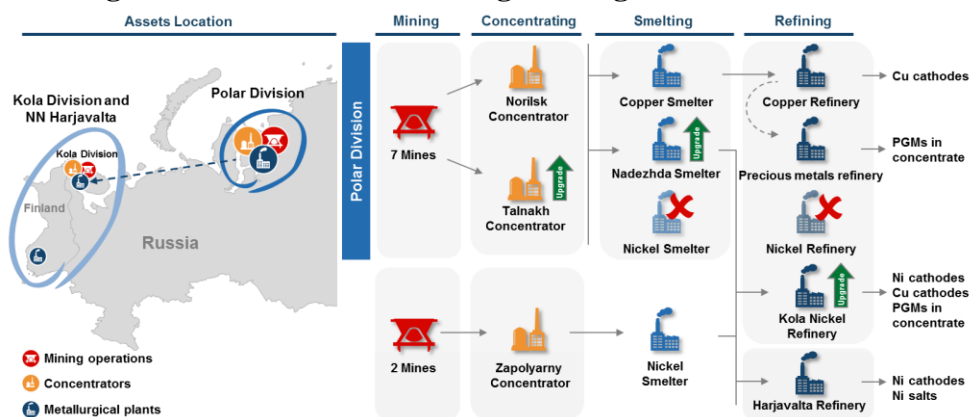 Assets Location
Mining
Concentrating
Smelting
Refining
Kola Division and
NN Harjavalta
Polar Division
Kola Division
Finland
Russia
Mining operations
Concentrators
Metallurgical plants
Polar Division
7 Mines
Norilsk
Concentrator
Talnakh
Concentrator
Upgrade
Copper Smelter
Nadezhda Smelter
Upgrade
Nickel Smelter
Copper Refinery
Precious metals refinery
Nickel Refinery
Kola Nickel
Refinery
Upgrade
Cu cathodes
PGMs in
concentrate
Ni cathodes
Cu cathodes
PGMs in
concentrate
2 Mines
Zapolyarny
Concentrator
Nickel
Smelter
Harjavalta Refinery
Ni cathodes
Ni salts